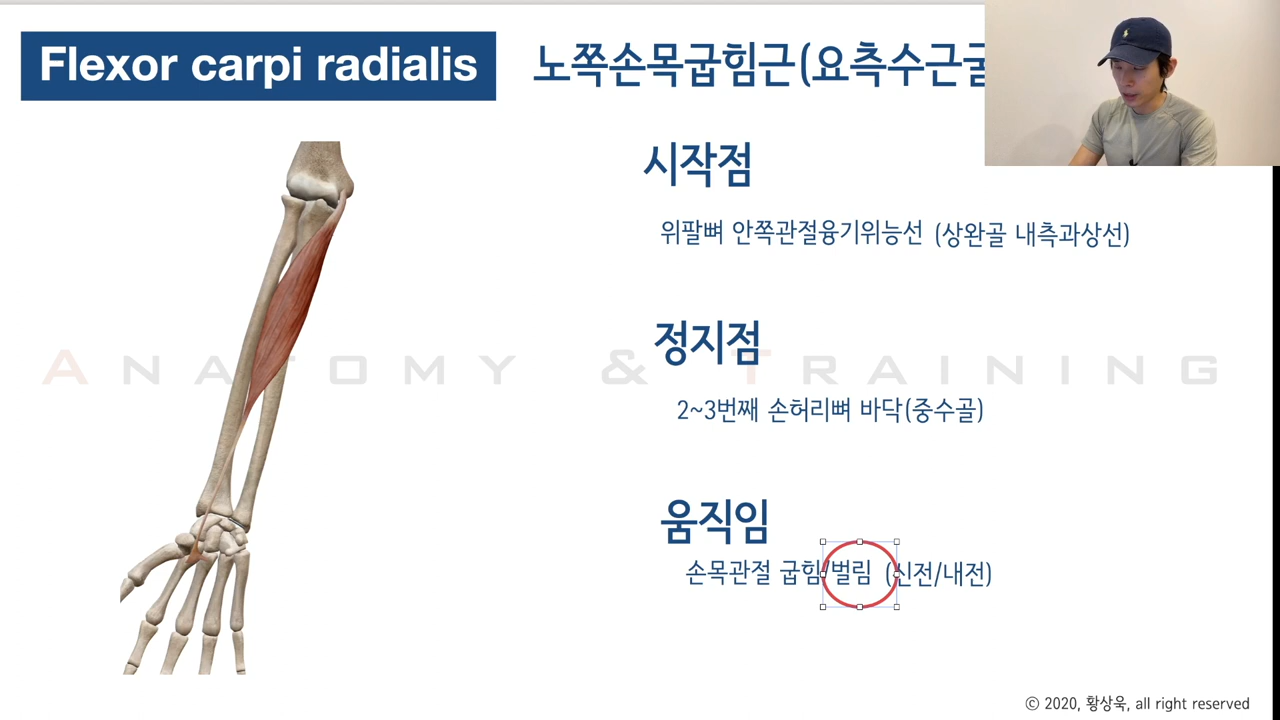 Flexor carpi radialis
노쪽손목굽힘근(요측수근굴
시작점
위팔뼈 안쪽관절융기위능선 (상완골 내측과상선)
정지점
ANATOMY & TRAINING
2~3번째 손허리뼈 바닥(중수골)
움직임
손목관절 굽힘/벌림 (신전/내전)
ⓒ 2020, 황상욱, all right reserved